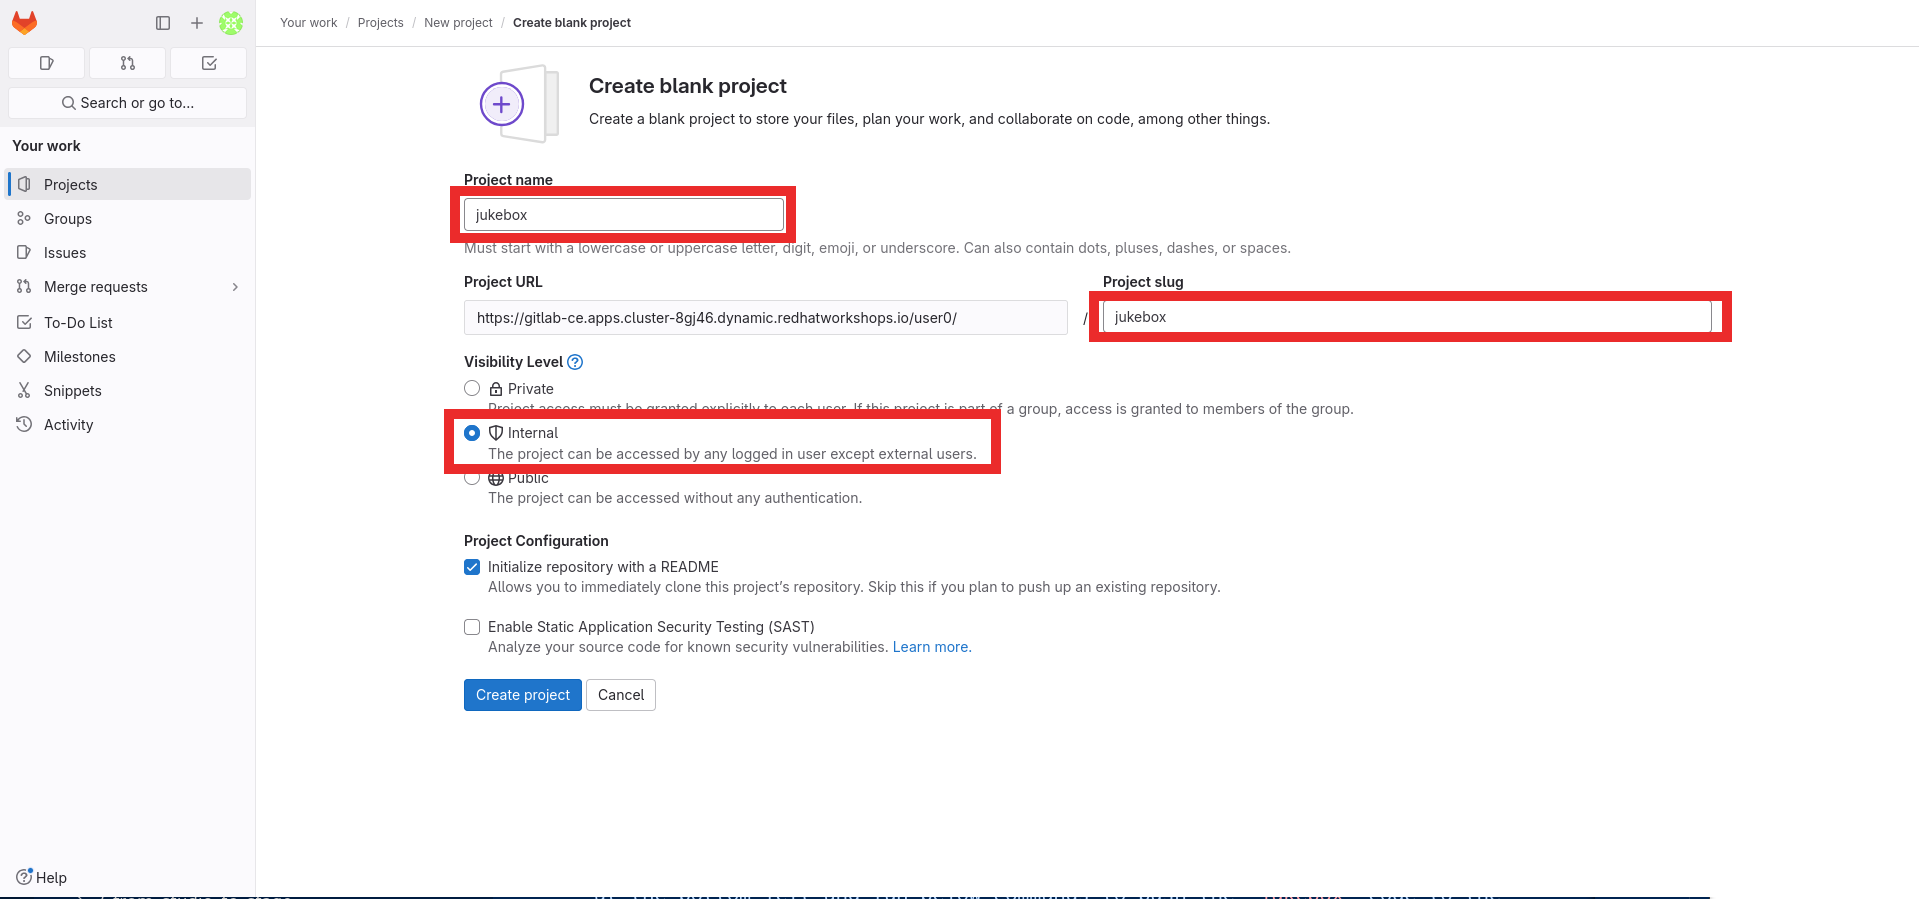 Your work / Projects / New project / Create blank project
Search or go to...
Your work
Projects
Groups
Issues
Merge requests
To-Do List
Milestones
Snippets
Activity
Help
Create blank project
Create a blank project to store your files, plan your work, and collaborate on code, among other things.
Project name
jukebox
Must start with a lowercase or uppercase letter, digit, emoji, or underscore. Can also contain dots, pluses, dashes, or spaces.
Project URL
https://gitlab-ce.apps.cluster-8gj46.dynamic.redhatworkshops.io/user0/
/
Project slug
jukebox
Visibility Level
Private
Project access must be granted explicitly to each user. If this project is part of a group, access is granted to members of the group.
Internal
The project can be accessed by any logged in user except external users.
Public
The project can be accessed without any authentication.
Project Configuration
Initialize repository with a README
Allows you to immediately clone this project's repository. Skip this if you plan to push up an existing repository.
Enable Static Application Security Testing (SAST)
Analyze your source code for known security vulnerabilities. Learn more.
Create project
Cancel